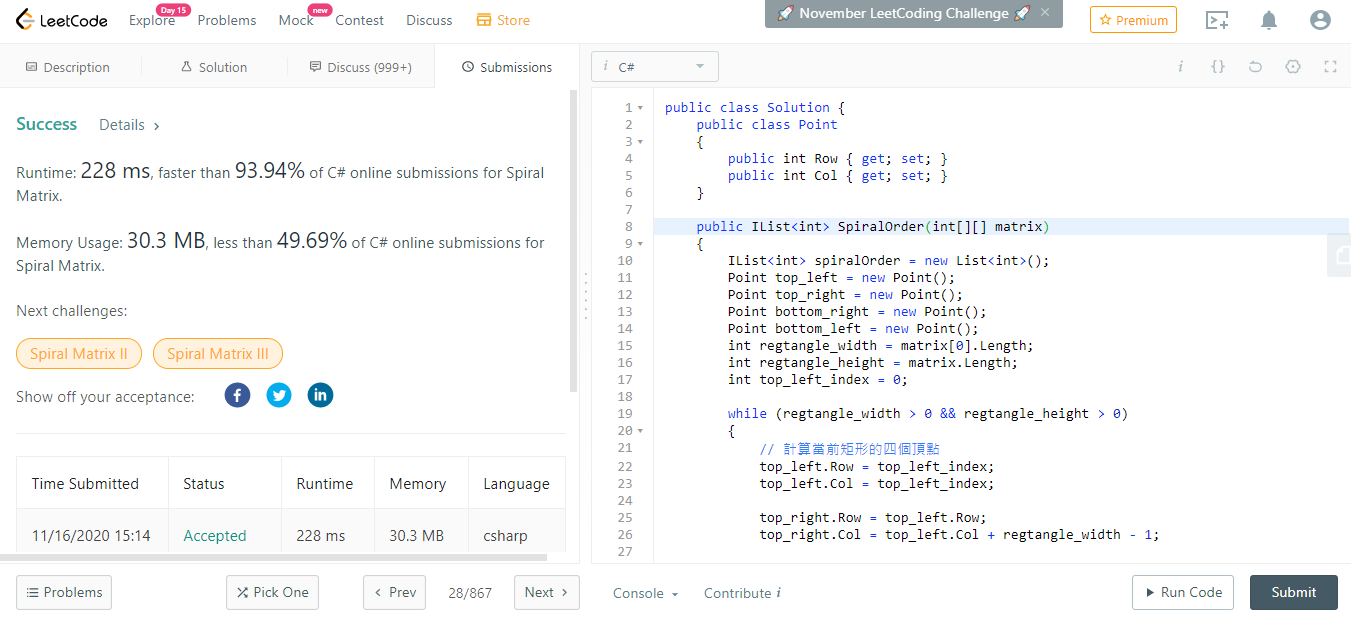 LeetCode
Explore Day 15 Problems Mock new Contest Discuss Store
🚀 November LeetCoding Challenge 🚀 ×
Premium
Description Solution Discuss (999+) Submissions
i C#
Success Details >
Runtime: 228 ms, faster than 93.94% of C# online submissions for Spiral
Matrix.
Memory Usage: 30.3 MB, less than 49.69% of C# online submissions for
Spiral Matrix.
Next challenges:
Spiral Matrix II Spiral Matrix III
Show off your acceptance:
Time Submitted Status Runtime Memory Language
11/16/2020 15:14 Accepted 228 ms 30.3 MB csharp
1 public class Solution {
2 public class Point
3 {
4 public int Row { get; set; }
5 public int Col { get; set; }
6 }
7
8 public IList<int> SpiralOrder(int[][] matrix)
9 {
10 IList<int> spiralOrder = new List<int>();
11 Point top_left = new Point();
12 Point top_right = new Point();
13 Point bottom_right = new Point();
14 Point bottom_left = new Point();
15 int regtangle_width = matrix[0].Length;
16 int regtangle_height = matrix.Length;
17 int top_left_index = 0;
18
19 while (regtangle_width > 0 && regtangle_height > 0)
20 {
21 // 計算當前矩形的四個頂點
22 top_left.Row = top_left_index;
23 top_left.Col = top_left_index;
24
25 top_right.Row = top_left.Row;
26 top_right.Col = top_left.Col + regtangle_width - 1;
27
Problems Pick One < Prev 28/867 Next > Console Contribute i Run Code Submit